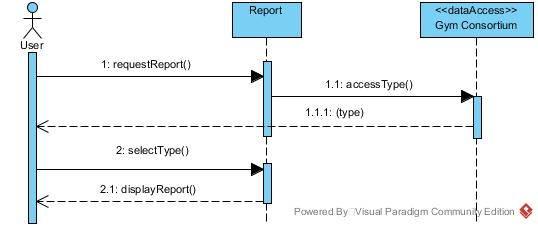 Report
<<dataAccess>>
Gym Consortium
User
1: requestReport()
1.1: accessType()
1.1.1: (type)
2: selectType()
2.1: displayReport()
Powered By Visual Paradigm Community Edition